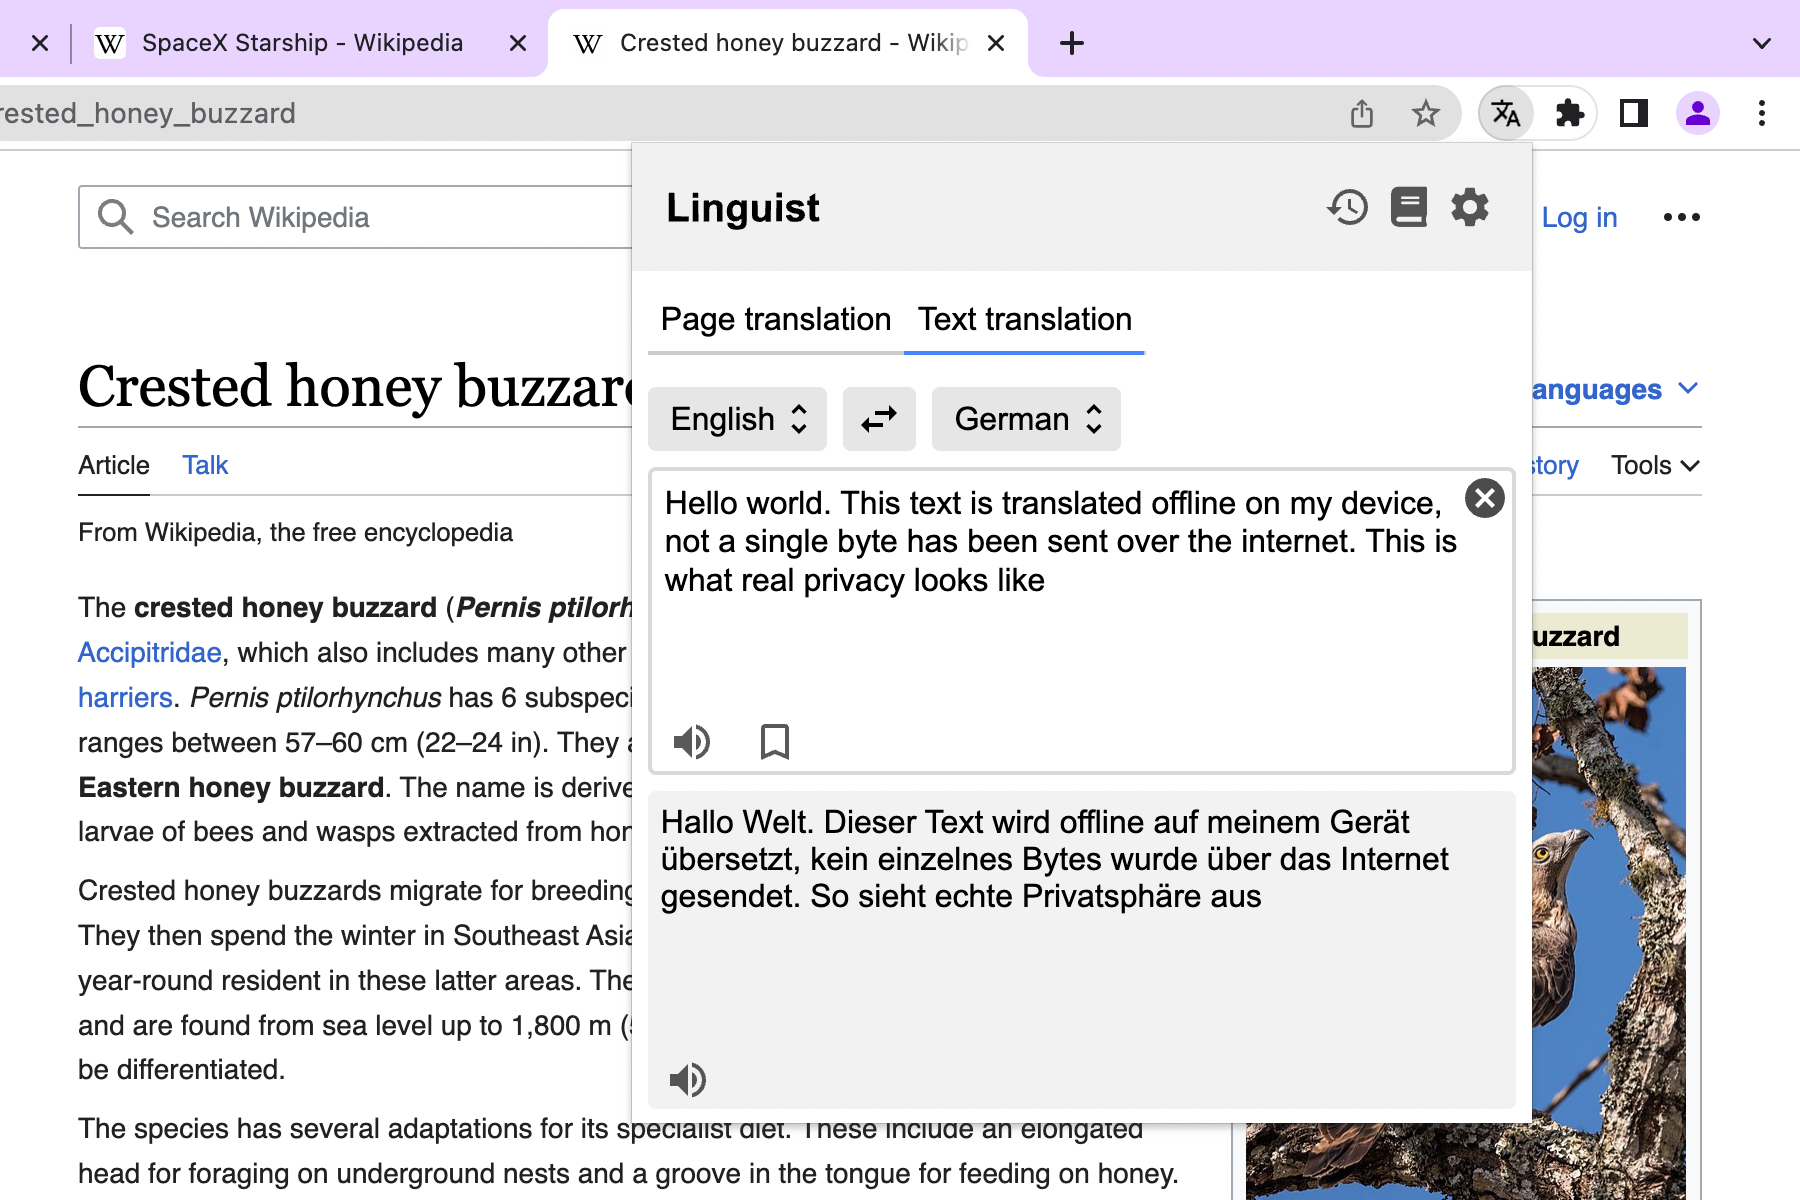 SpaceX Starship - Wikipedia
Crested honey buzzard - Wikip
rested_honey_buzzard
Search Wikipedia
Log in
Linguist
Page translation
Text translation
English
German
Hello world. This text is translated offline on my device,
not a single byte has been sent over the internet. This is
what real privacy looks like
Hallo Welt. Dieser Text wird offline auf meinem Gerät
übersetzt, kein einzelnes Bytes wurde über das Internet
gesendet. So sieht echte Privatsphäre aus
Crested honey buzzard
anguages
Article
Talk
story
Tools
From Wikipedia, the free encyclopedia
The crested honey buzzard (Pernis ptilorh
Accipitridae, which also includes many other
harriers. Pernis ptilorhynchus has 6 subspeci
ranges between 57–60 cm (22–24 in). They a
Eastern honey buzzard. The name is derive
larvae of bees and wasps extracted from hon
Crested honey buzzards migrate for breeding
They then spend the winter in Southeast Asia
year-round resident in these latter areas. The
and are found from sea level up to 1,800 m (
be differentiated.
The species has several adaptations for its specialist diet. These include an elongated
head for foraging on underground nests and a groove in the tongue for feeding on honey.
uzzard